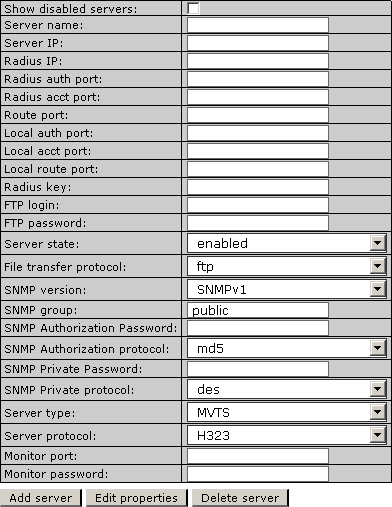 Show disabled servers:
Server name:
Server IP:
Radius IP:
Radius auth port:
Radius acct port:
Route port:
Local auth port:
Local acct port:
Local route port:
Radius key:
FTP login:
FTP password:
Server state: enabled
File transfer protocol: ftp
SNMP version: SNMPv1
SNMP group: public
SNMP Authorization Password:
SNMP Authorization protocol: md5
SNMP Private Password:
SNMP Private protocol: des
Server type: MVTS
Server protocol: H323
Monitor port:
Monitor password:
Add server Edit properties Delete server